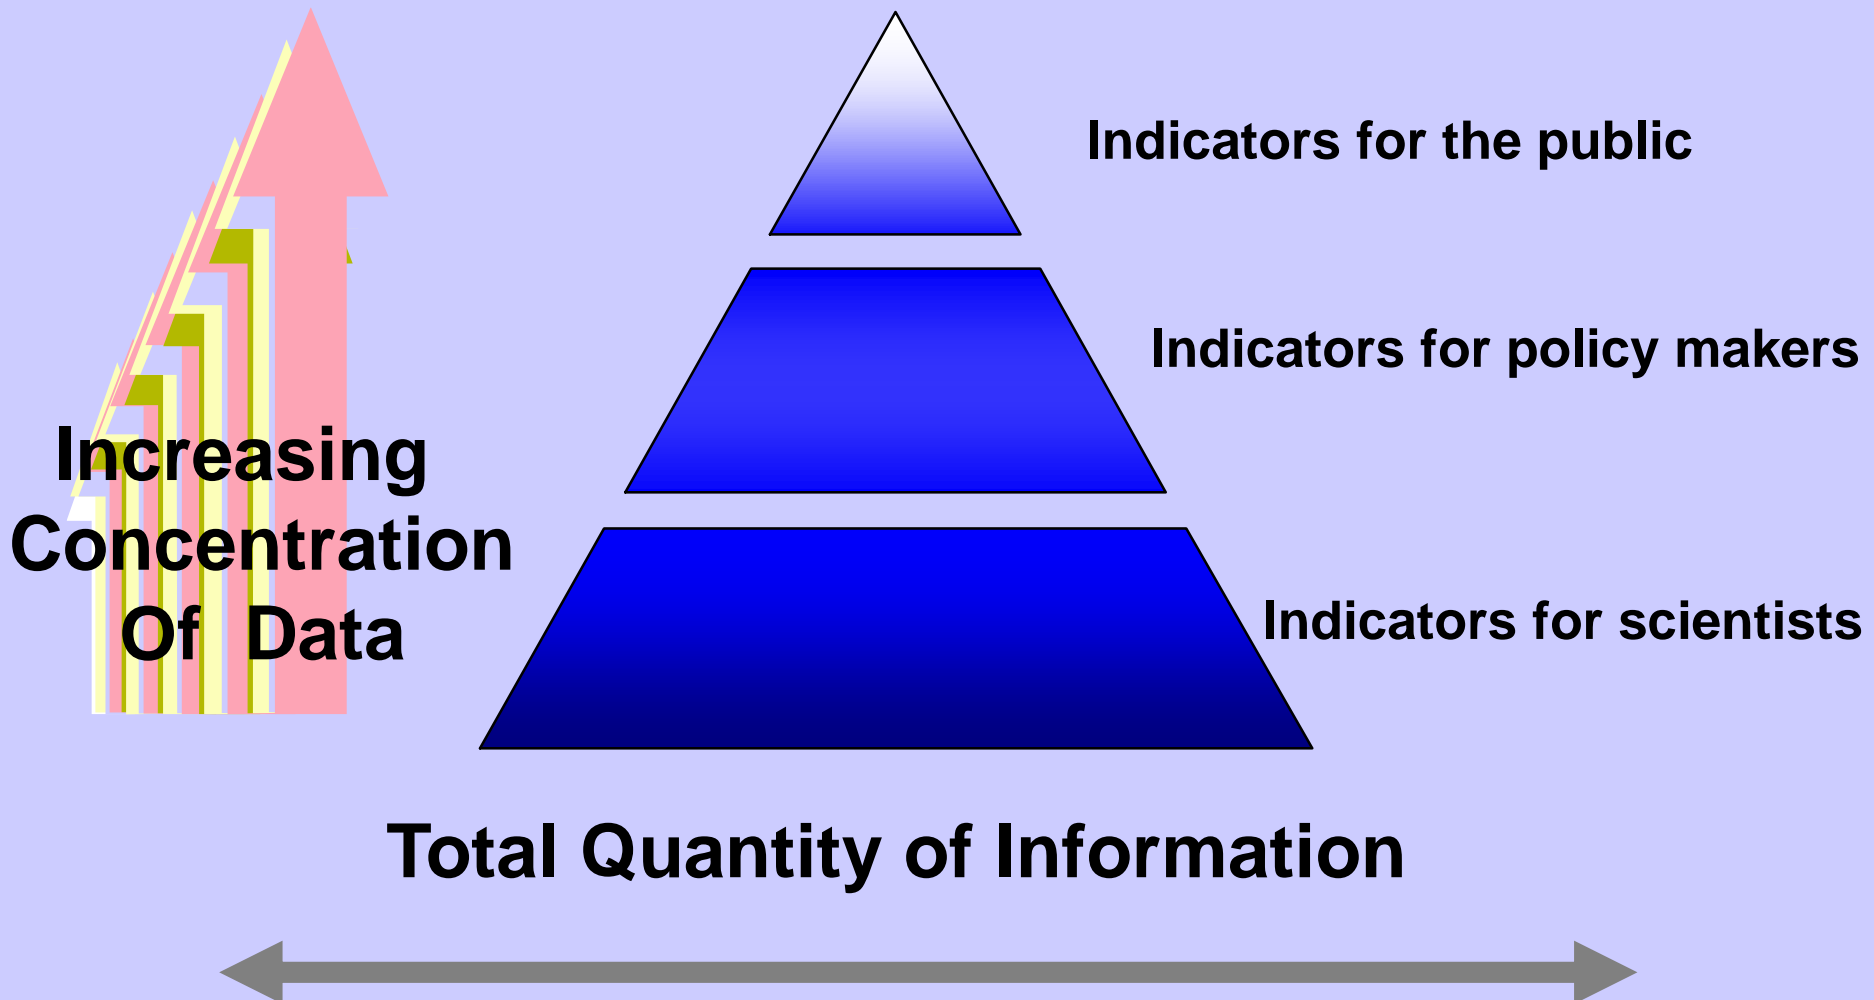 Indicators for the public
Indicators for policy makers
Increasing
Concentration
Of Data
Indicators for scientists
Total Quantity of Information